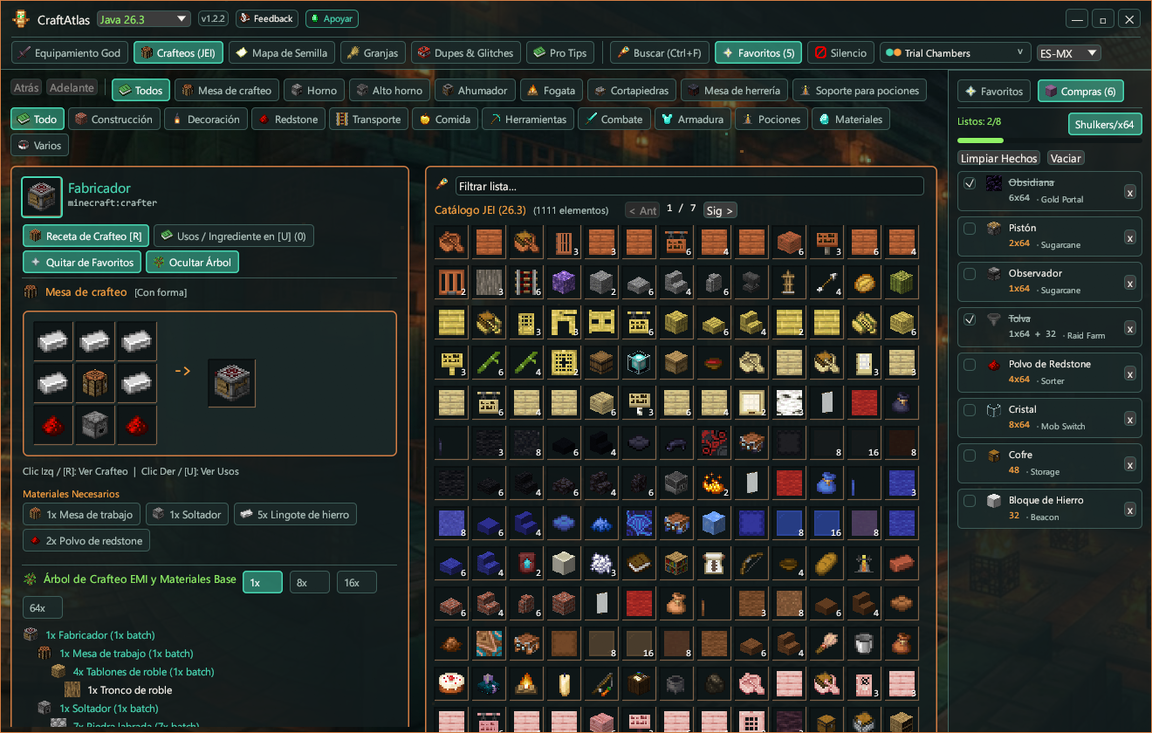 CraftAtlas Java 26.3 v1.2.2 Feedback Apoyar
Equipamiento God Crafteos (JEI) Mapa de Semilla Granjas Dupes & Glitches Pro Tips Buscar (Ctrl+F) Favoritos (5) Silencio Trial Chambers ES-MX
Atrás Adelante Todos Mesa de crafteo Horno Alto horno Ahumador Fogata Cortapiedras Mesa de herrería Soporte para pociones
Todo Construcción Decoración Redstone Transporte Comida Herramientas Combate Armadura Pociones Materiales
Varios
Fabricador
minecraft:crafter
Receta de Crafteo [R] Usos / Ingrediente en [U] (0)
Quitar de Favoritos Ocultar Árbol
Mesa de crafteo [Con forma]
->
Clic Izq / [R]: Ver Crafteo | Clic Der / [U]: Ver Usos
Materiales Necesarios
1x Mesa de trabajo 1x Soltador 5x Lingote de hierro
2x Polvo de redstone
Árbol de Crafteo EMI y Materiales Base 1x 8x 16x
64x
1x Fabricador (1x batch)
1x Mesa de trabajo (1x batch)
4x Tablones de roble (1x batch)
1x Tronco de roble
1x Soltador (1x batch)
7x Piedra labrada (7x batch)
Filtrar lista...
Catálogo JEI (26.3) (1111 elementos) < Ant 1 / 7 Sig >
Favoritos Compras (6)
Listos: 2/8 Shulkers/x64
Limpiar Hechos Vaciar
Obsidiana
6x64 · Gold Portal x
Pistón
2x64 · Sugarcane x
Observador
1x64 · Sugarcane x
Tolva
1x64 + 32 · Raid Farm x
Polvo de Redstone
4x64 · Sorter x
Cristal
8x64 · Mob Switch x
Cofre
48 · Storage x
Bloque de Hierro
32 · Beacon x